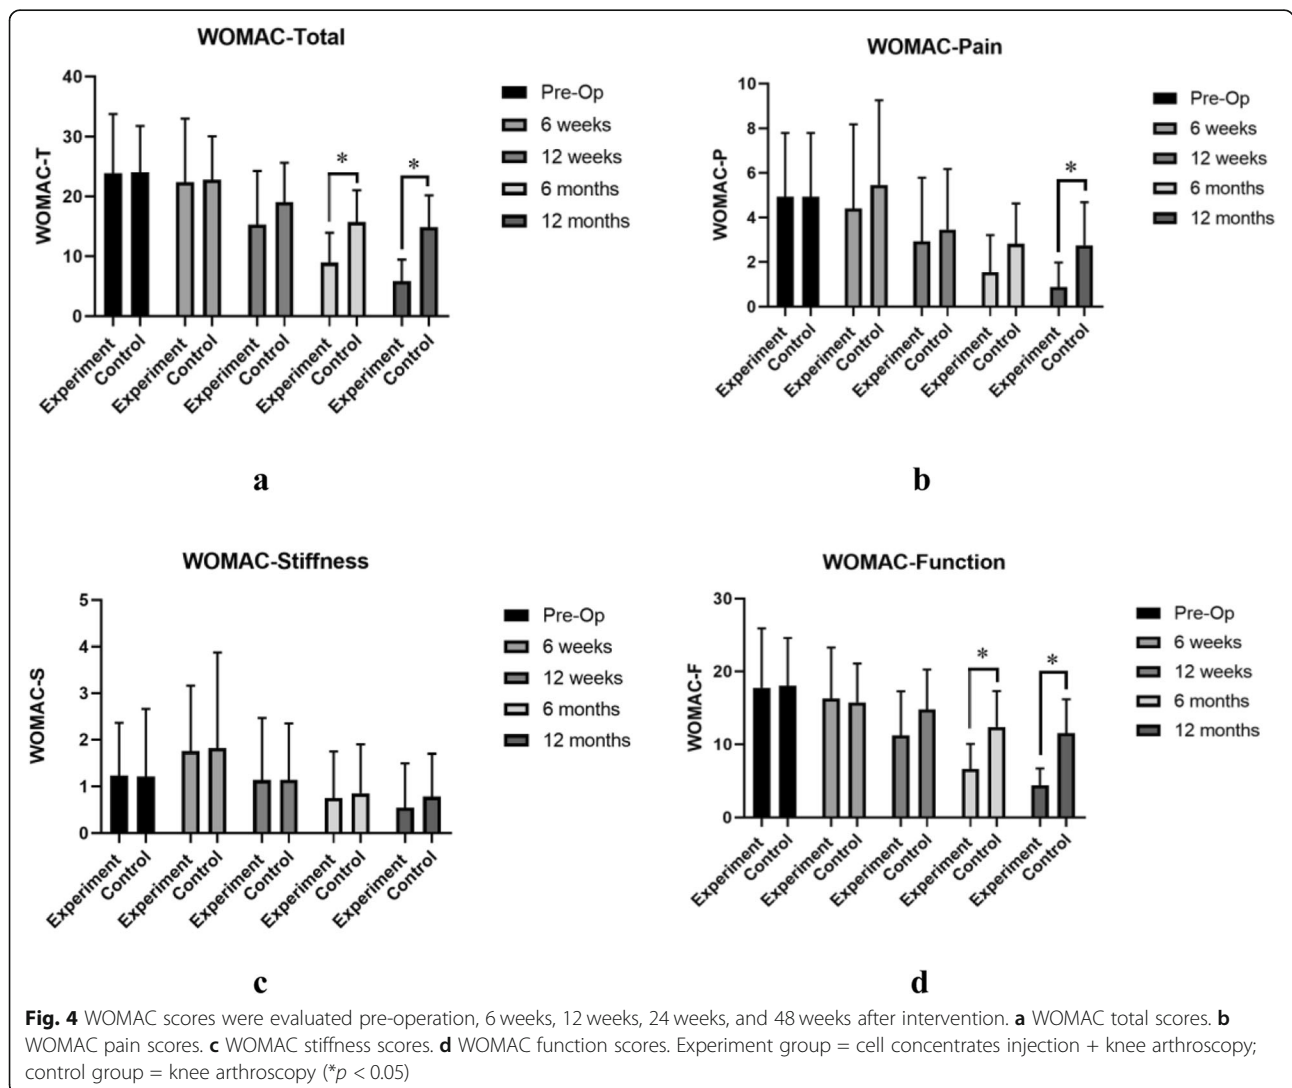 WOMAC-Total
WOMAC-T
40
30
20
10
0
* *
Experiment Control Experiment Control Experiment Control Experiment Control Experiment Control
Pre-Op
6 weeks
12 weeks
6 months
12 months
a
WOMAC-Pain
WOMAC-P
10
8
6
4
2
0
*
Experiment Control Experiment Control Experiment Control Experiment Control Experiment Control
Pre-Op
6 weeks
12 weeks
6 months
12 months
b
WOMAC-Stiffness
WOMAC-S
5
4
3
2
1
0
Experiment Control Experiment Control Experiment Control Experiment Control Experiment Control
Pre-Op
6 weeks
12 weeks
6 months
12 months
c
WOMAC-Function
WOMAC-F
30
20
10
0
* *
Experiment Control Experiment Control Experiment Control Experiment Control Experiment Control
Pre-Op
6 weeks
12 weeks
6 months
12 months
d
Fig. 4 WOMAC scores were evaluated pre-operation, 6 weeks, 12 weeks, 24 weeks, and 48 weeks after intervention. a WOMAC total scores. b
WOMAC pain scores. c WOMAC stiffness scores. d WOMAC function scores. Experiment group = cell concentrates injection + knee arthroscopy;
control group = knee arthroscopy (*p < 0.05)